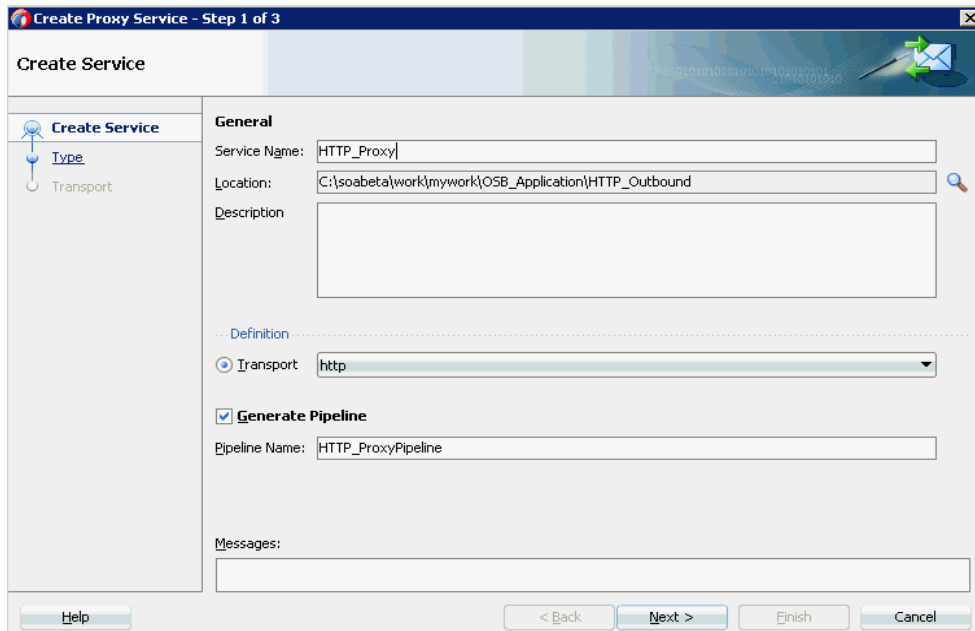 Create Proxy Service - Step 1 of 3
Create Service
Create Service
Type
Transport
General
Service Name: HTTP_Proxy
Location: C:\soabeta\work\mywork\OSB_Application\HTTP_Outbound
Description
Definition
Transport http
Generate Pipeline
Pipeline Name: HTTP_ProxyPipeline
Messages:
Help < Back Next > Finish Cancel